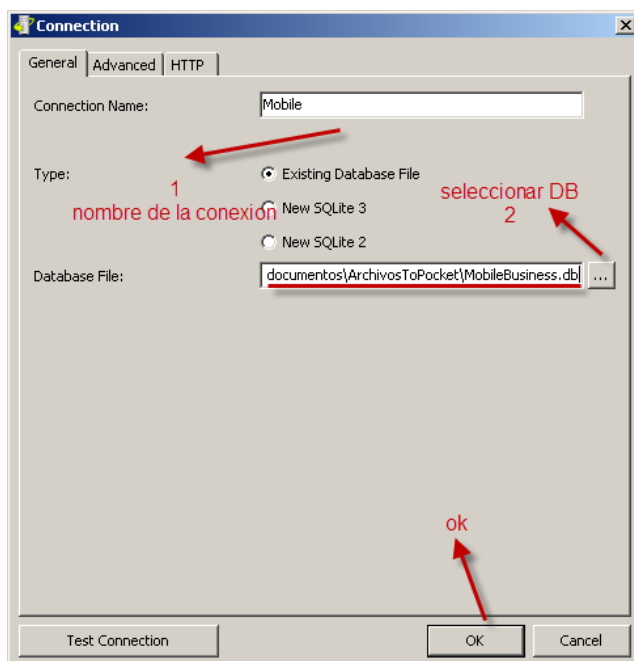 Connection
General Advanced HTTP
Connection Name: Mobile
Type: Existing Database File
1
nombre de la conexión
New SQLite 3
seleccionar DB
2
New SQLite 2
Database File: documentos\ArchivosToPocket\MobileBusiness.db ...
ok
Test Connection OK Cancel